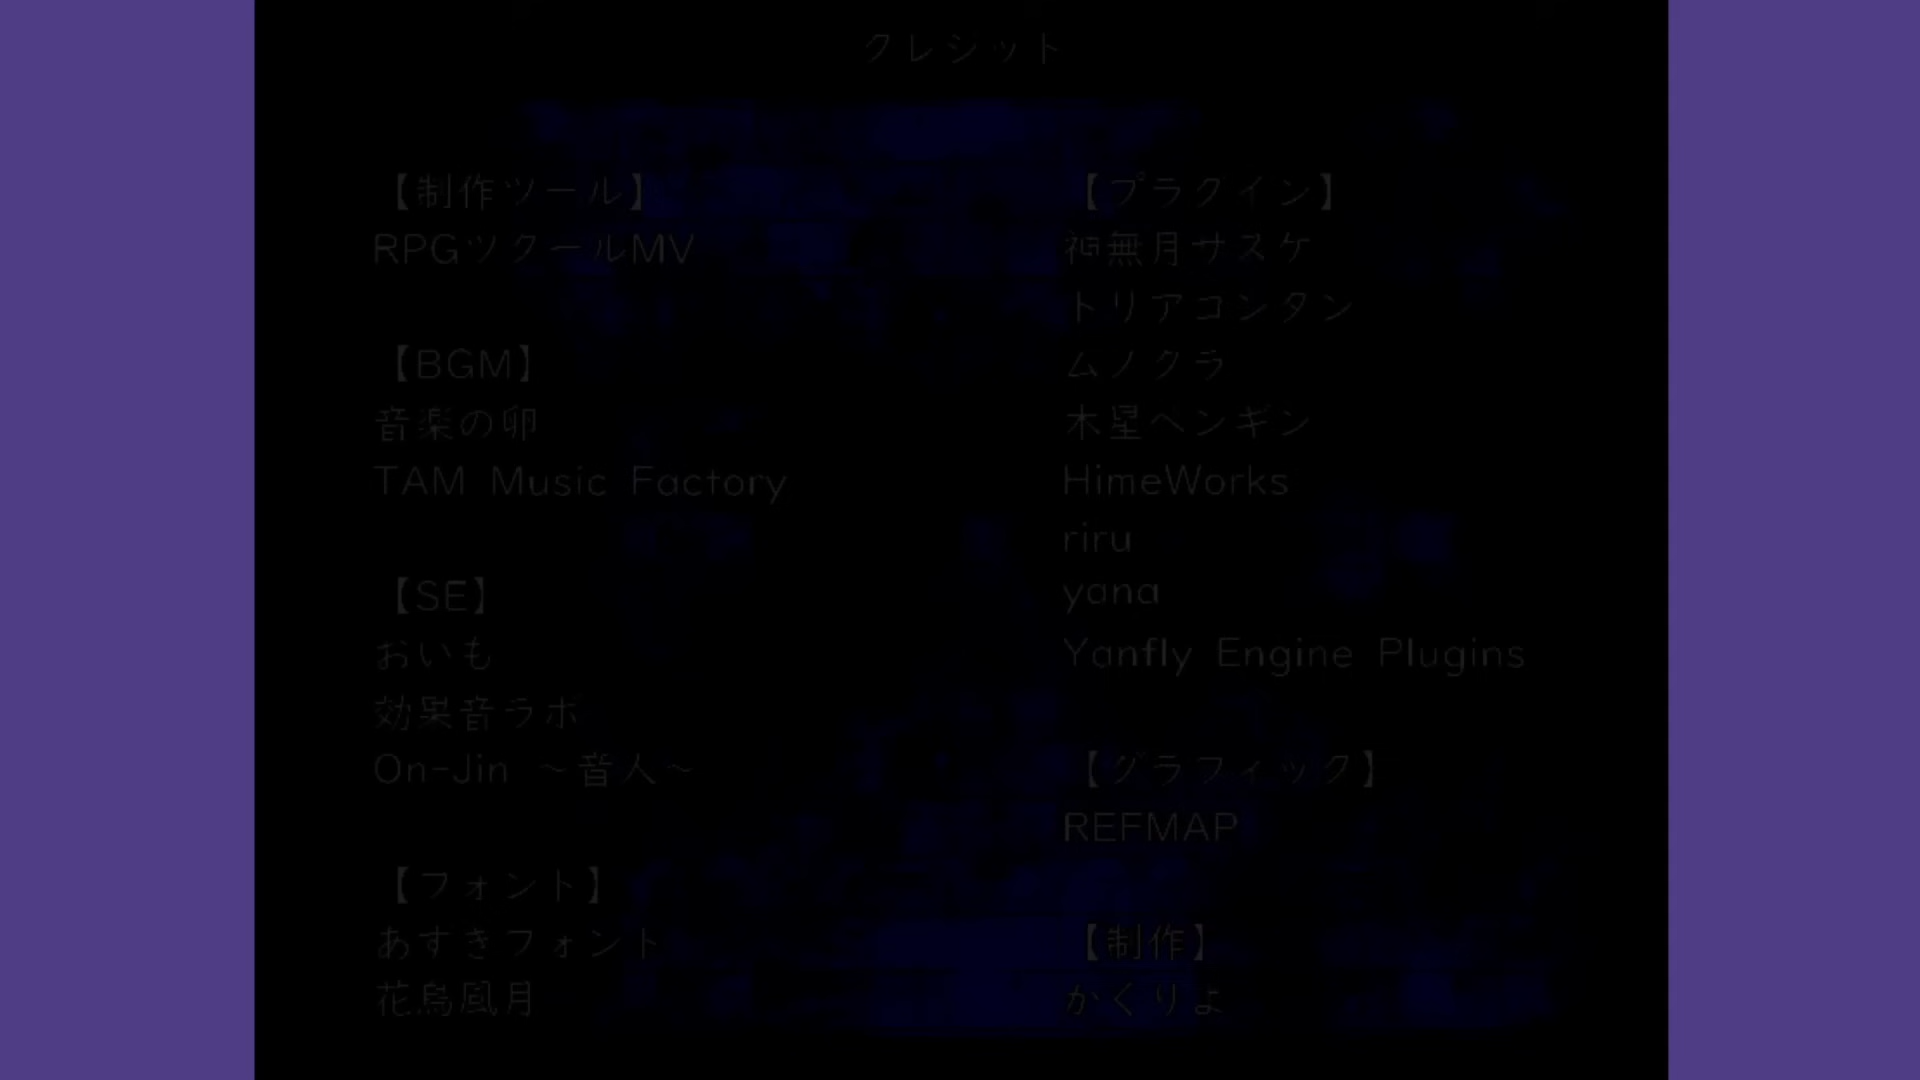 クレジット
【制作ツール】
RPGツクールMV
【BGM】
音楽の卵
TAM Music Factory
【SE】
おいも
効果音ラボ
On-Jin ～音人～
【フォント】
あずきフォント
花鳥風月
【プラグイン】
神無月サスケ
トリアコンタン
ムノクラ
木星ペンギン
HimeWorks
riru
yana
Yanfly Engine Plugins
【グラフィック】
REFMAP
【制作】
かくりよ